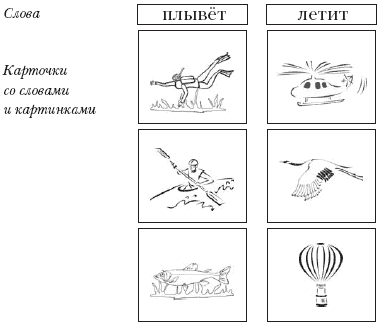 Слова
плывёт
летит
Карточки
со словами
и картинками